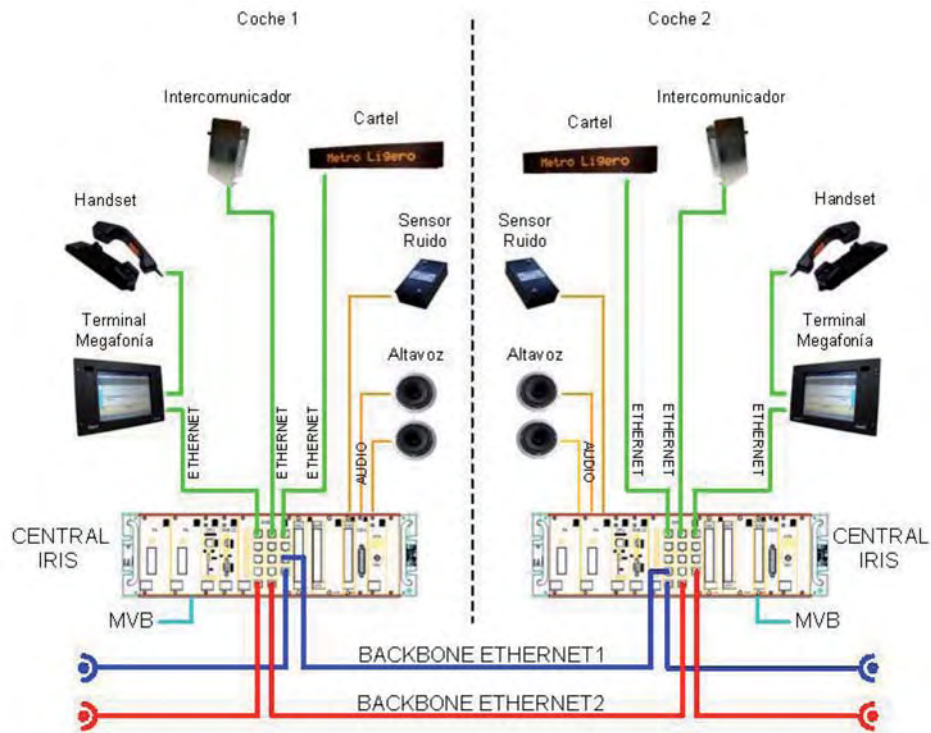 Coche 1
Coche 2
Intercomunicador
Cartel
Metro Ligero
Handset
Sensor
Ruido
Terminal
Megafonía
Altavoz
ETHERNET
ETHERNET
ETHERNET
AUDIO
CENTRAL
IRIS
MVB
Intercomunicador
Cartel
Metro Ligero
Sensor
Ruido
Handset
Altavoz
Terminal
Megafonía
ETHERNET
ETHERNET
ETHERNET
AUDIO
CENTRAL
IRIS
MVB
BACKBONE ETHERNET1
BACKBONE ETHERNET2